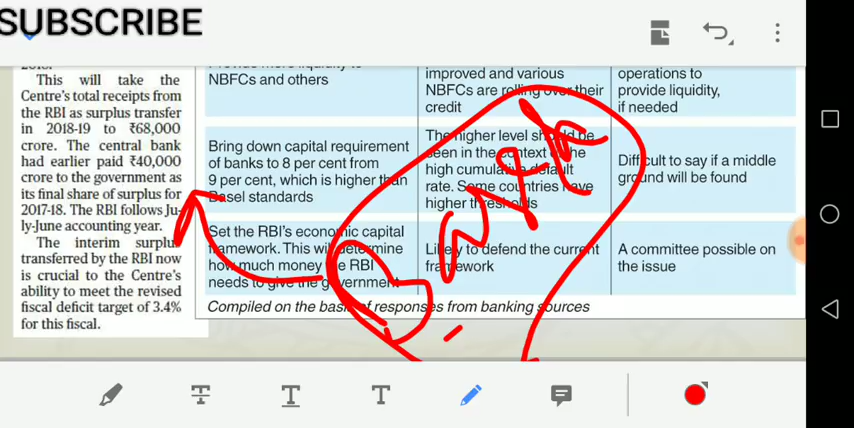 SUBSCRIBE
2018.
This will take the
Centre's total receipts from
the RBI as surplus transfer
in 2018-19 to ₹68,000
crore. The central bank
had earlier paid ₹40,000
crore to the government as
its final share of surplus for
2017-18. The RBI follows Ju-
ly-June accounting year.
The interim surplus
transferred by the RBI now
is crucial to the Centre's
ability to meet the revised
fiscal deficit target of 3.4%
for this fiscal.
Provide more liquidity to
NBFCs and others
improved and various
NBFCs are rolling over their
credit
operations to
provide liquidity,
if needed
Bring down capital requirement
of banks to 8 per cent from
9 per cent, which is higher than
Basel standards
The higher level should be
seen in the context of the
high cumulative default
rate. Some countries have
higher thresholds
Difficult to say if a middle
ground will be found
Set the RBI's economic capital
framework. This will determine
how much money the RBI
needs to give the government
Likely to defend the current
framework
A committee possible on
the issue
Compiled on the basis of responses from banking sources
T
T
T